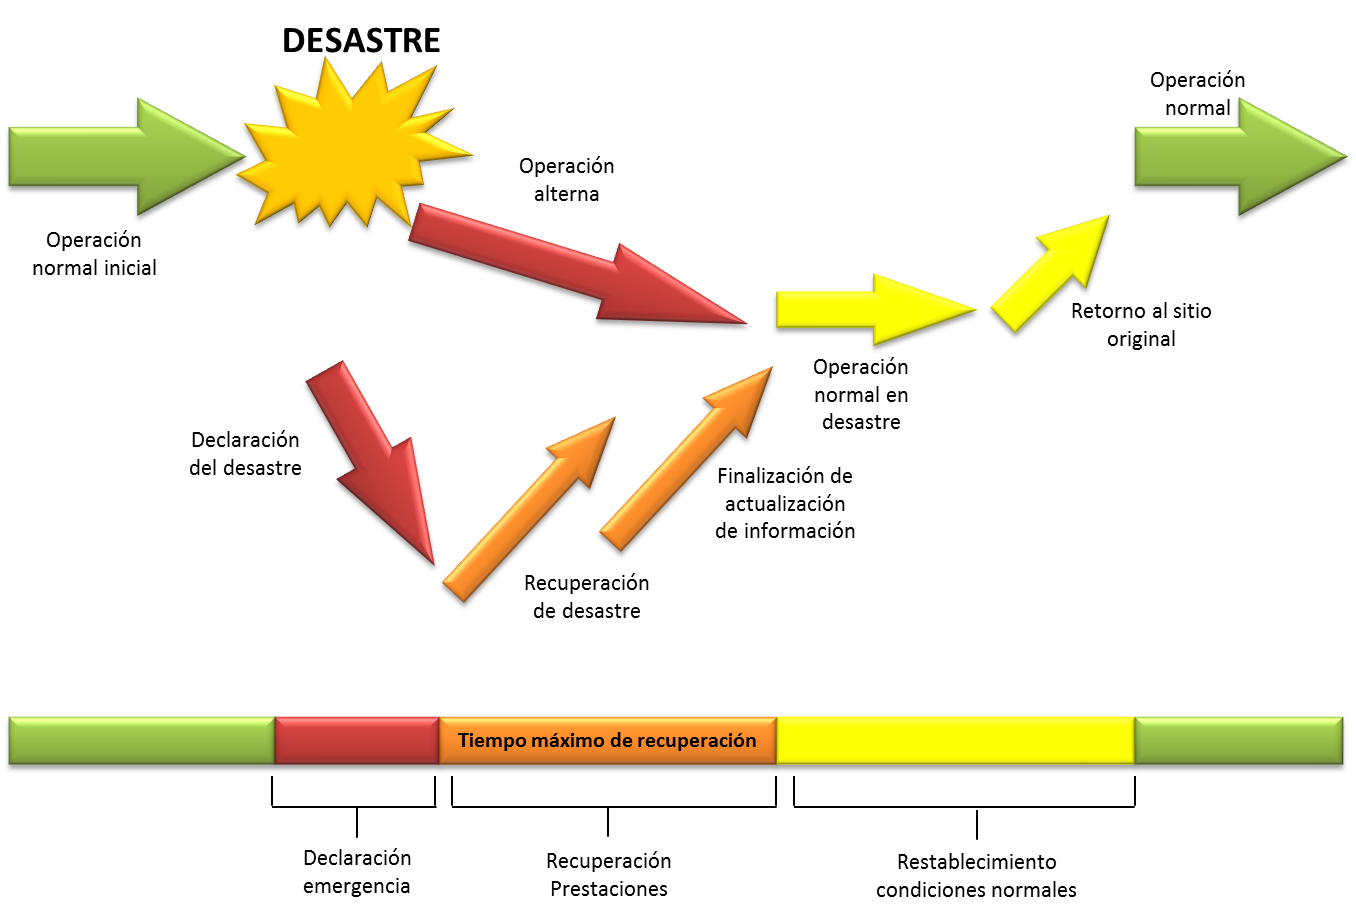 DESASTRE
Operación
normal
Operación
alterna
Operación
normal inicial
Retorno al sitio
original
Operación
normal en
desastre
Declaración
del desastre
Finalización de
actualización
de información
Recuperación
de desastre
Tiempo máximo de recuperación
Declaración
emergencia
Recuperación
Prestaciones
Restablecimiento
condiciones normales